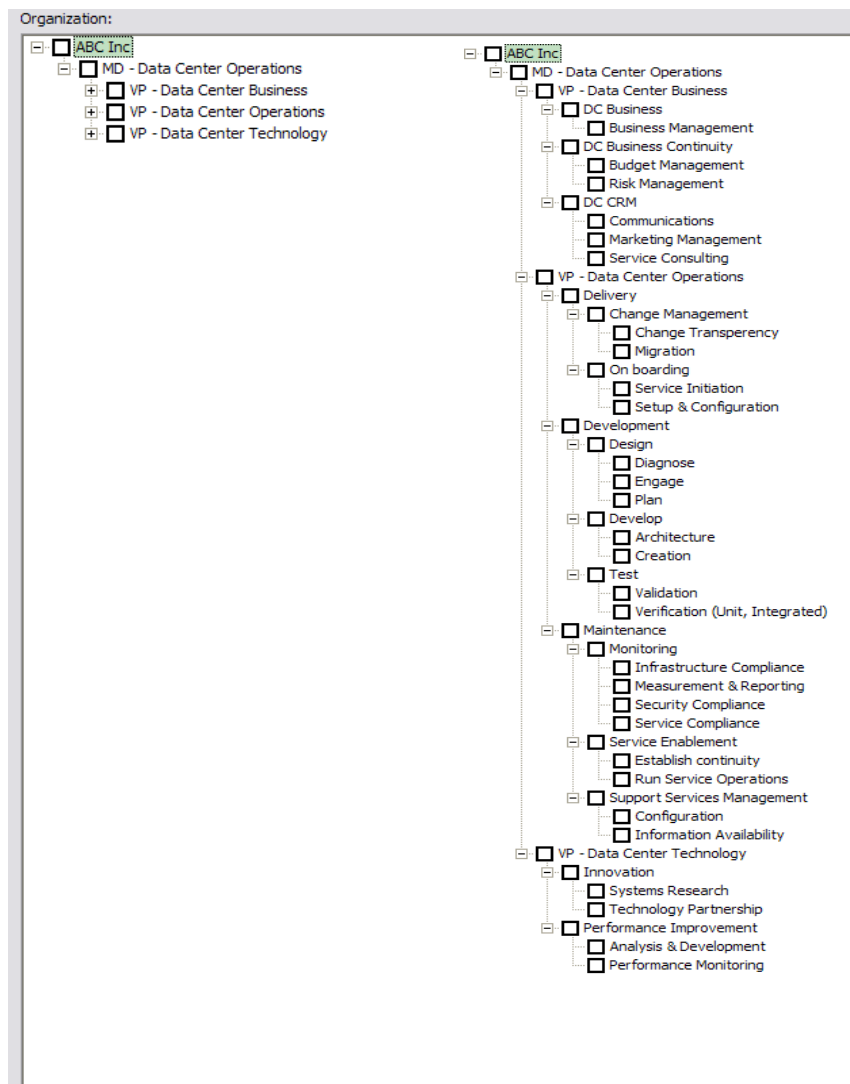 Organization:
ABC Inc
MD - Data Center Operations
VP - Data Center Business
VP - Data Center Operations
VP - Data Center Technology
ABC Inc
MD - Data Center Operations
VP - Data Center Business
DC Business
Business Management
DC Business Continuity
Budget Management
Risk Management
DC CRM
Communications
Marketing Management
Service Consulting
VP - Data Center Operations
Delivery
Change Management
Change Transperency
Migration
On boarding
Service Initiation
Setup & Configuration
Development
Design
Diagnose
Engage
Plan
Develop
Architecture
Creation
Test
Validation
Verification (Unit, Integrated)
Maintenance
Monitoring
Infrastructure Compliance
Measurement & Reporting
Security Compliance
Service Compliance
Service Enablement
Establish continuity
Run Service Operations
Support Services Management
Configuration
Information Availability
VP - Data Center Technology
Innovation
Systems Research
Technology Partnership
Performance Improvement
Analysis & Development
Performance Monitoring